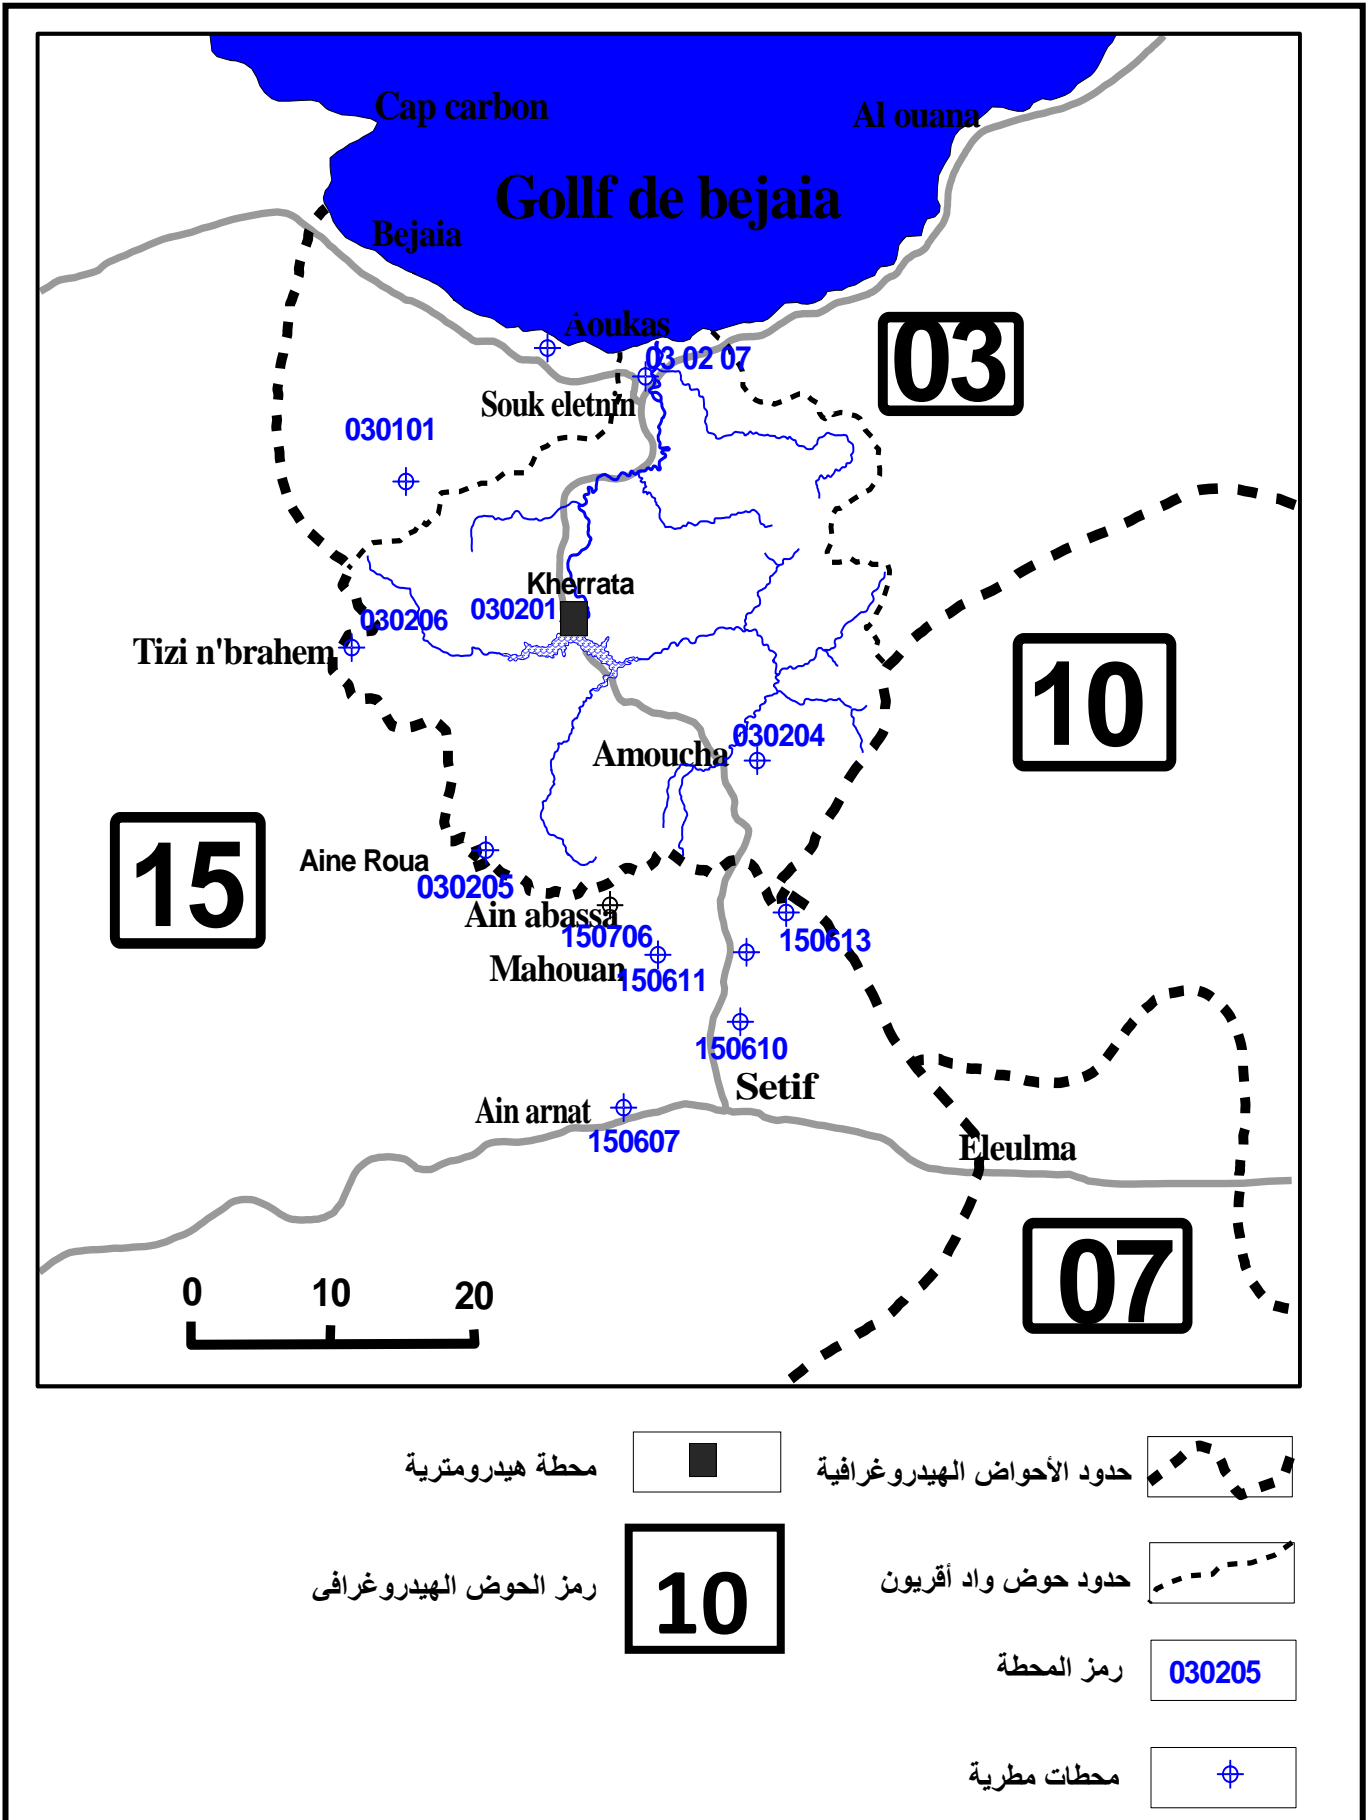 Cap carbon
Al ouana
Gollf de bejaia
Bejaia
Aoukas
03 02 07
03
Souk eletnin
030101
Kherrata
030201
030206
Tizi n'brahem
10
030204
Amoucha
15
Aine Roua
030205
Ain abassa
150706
150613
Mahouan
150611
150610
Setif
Ain arnat
150607
Eleulma
07
0 10 20
حدود الأحواض الهيدروغرافية
محطة هيدرومترية
حدود حوض واد أقريون
رمز الحوض الهيدروغرافى
10
رمز المحطة
030205
محطات مطرية